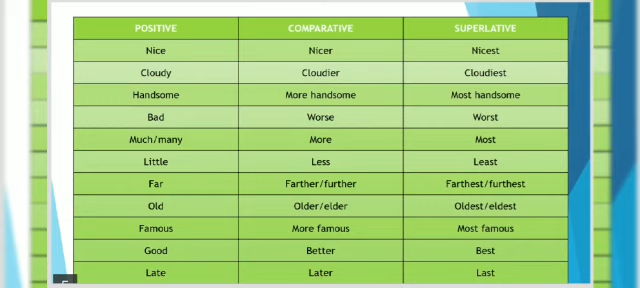 POSITIVE COMPARATIVE SUPERLATIVE
Nice Nicer Nicest
Cloudy Cloudier Cloudiest
Handsome More handsome Most handsome
Bad Worse Worst
Much/many More Most
Little Less Least
Far Farther/further Farthest/furthest
Old Older/elder Oldest/eldest
Famous More famous Most famous
Good Better Best
Late Later Last